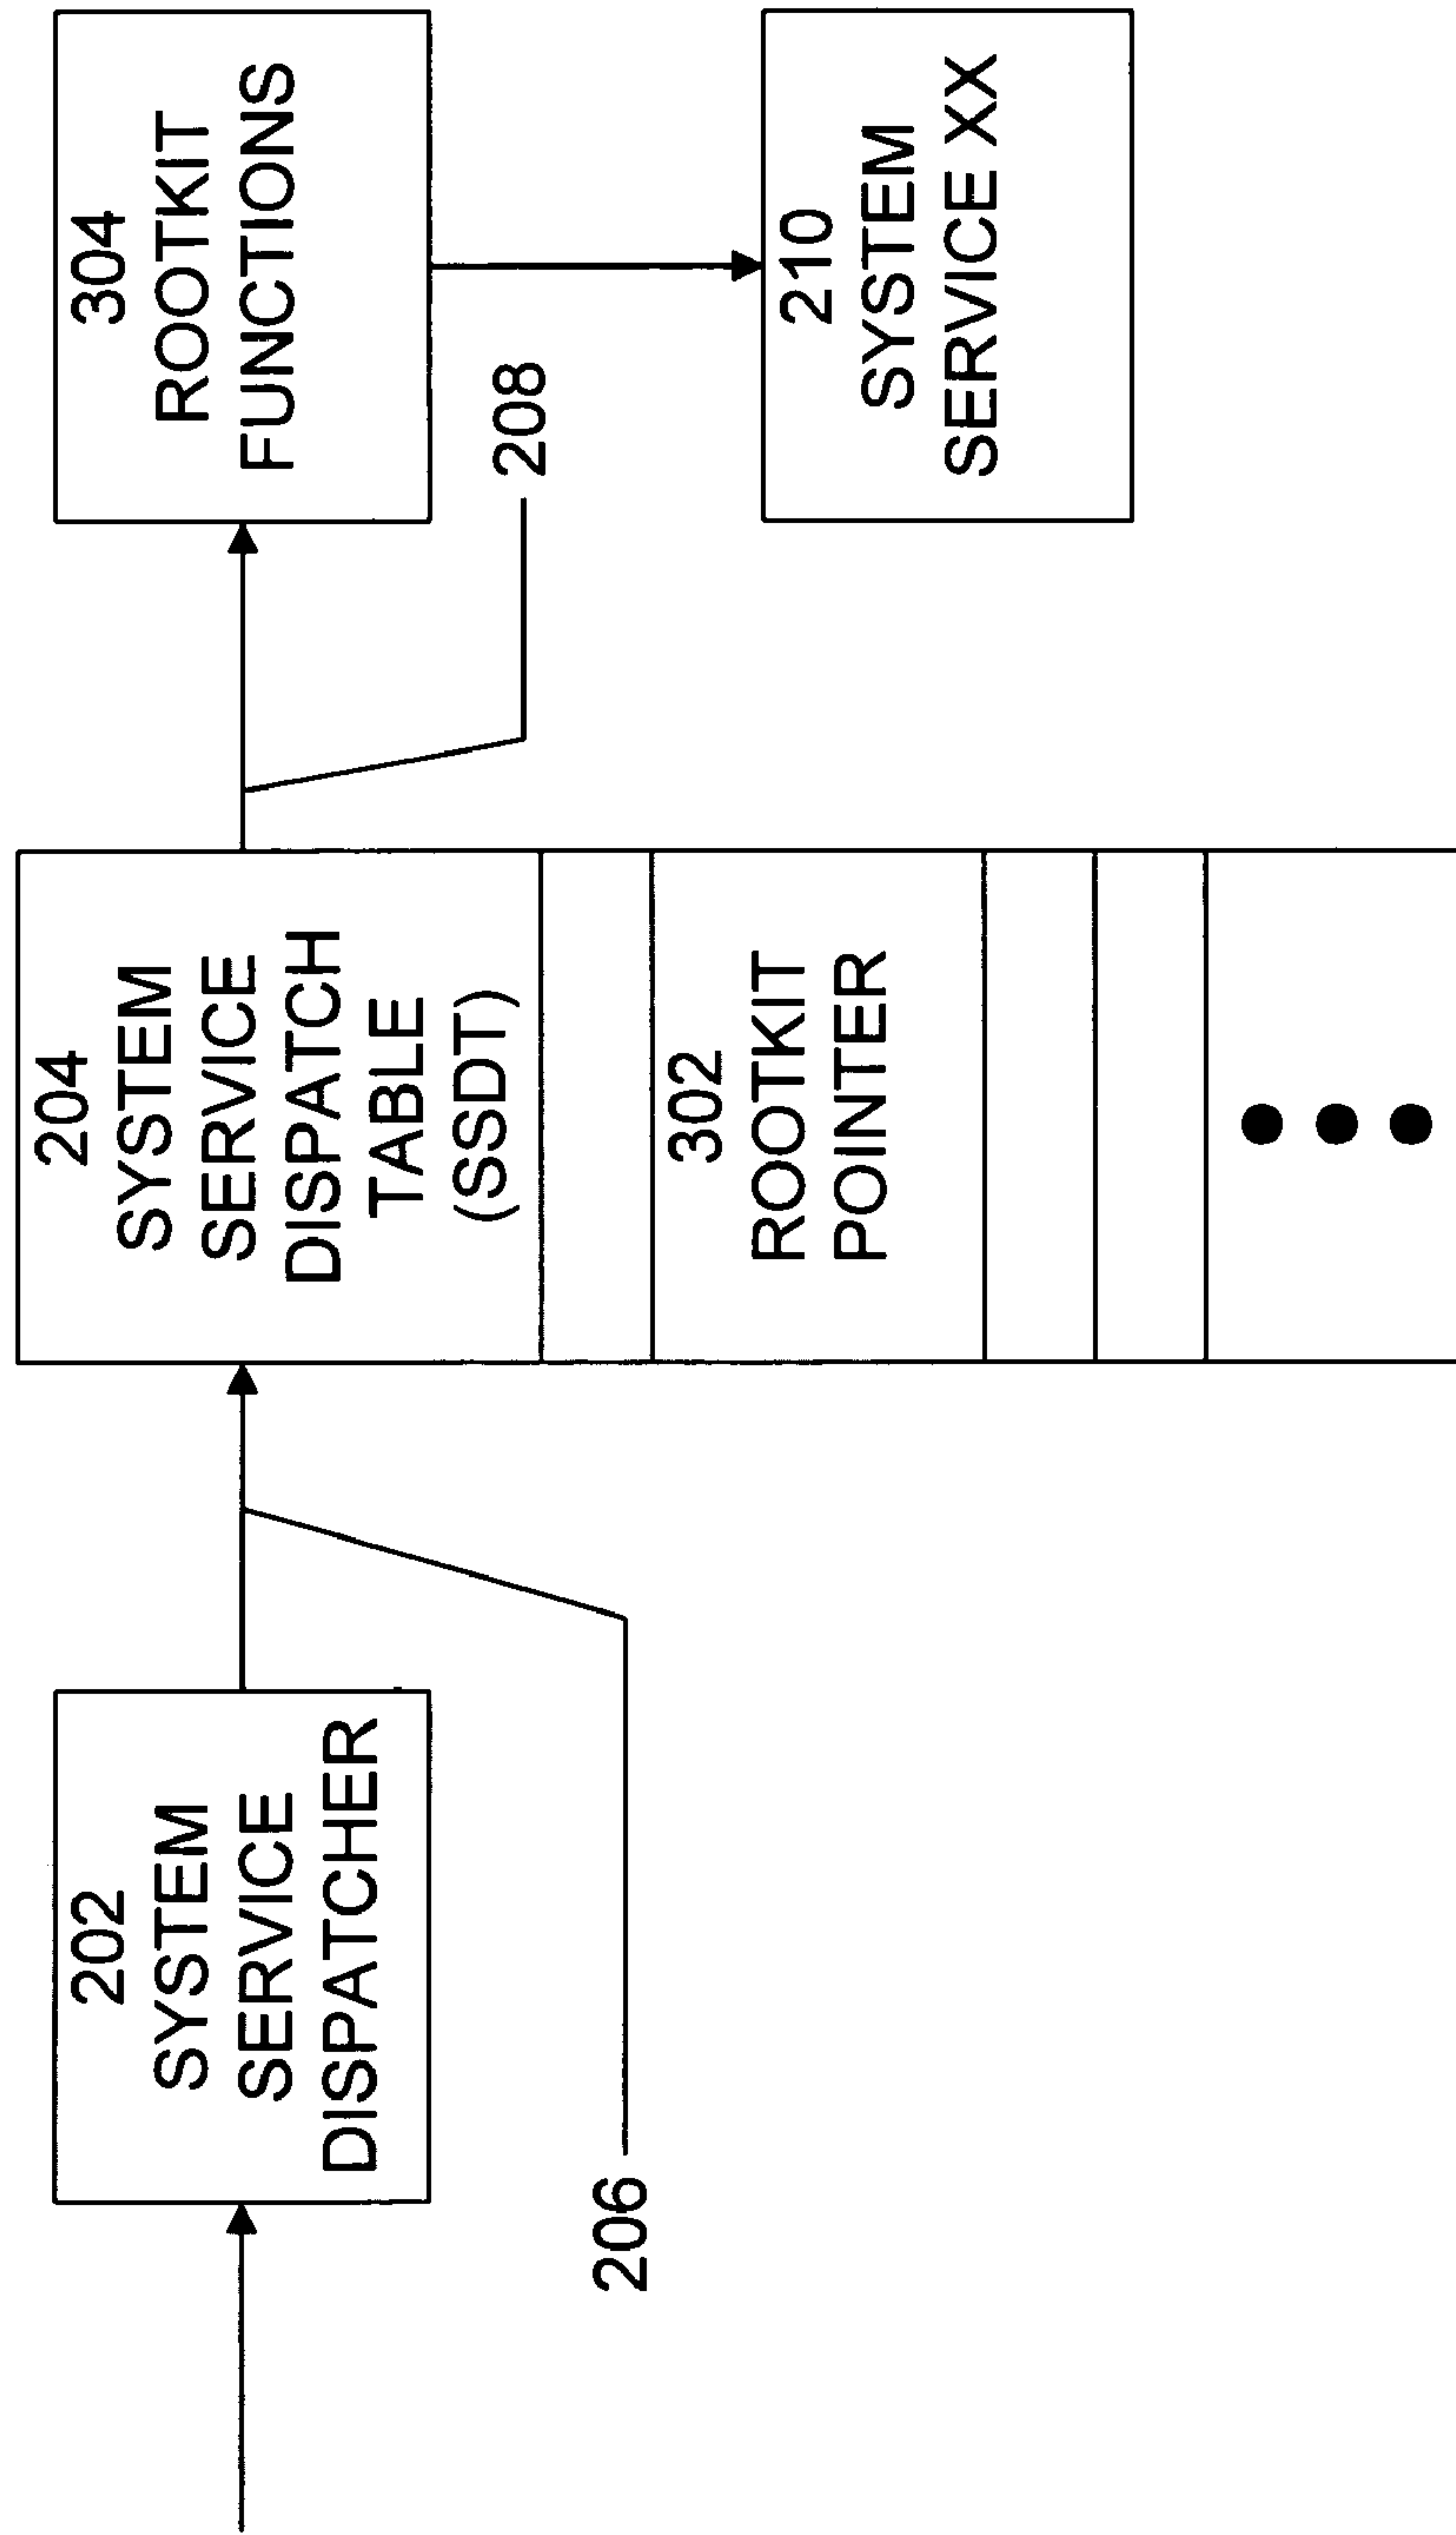 202
SYSTEM
SERVICE
DISPATCHER
206
204
SYSTEM
SERVICE
DISPATCH
TABLE
(SSDT)
302
ROOTKIT
POINTER
208
304
ROOTKIT
FUNCTIONS
210
SYSTEM
SERVICE XX